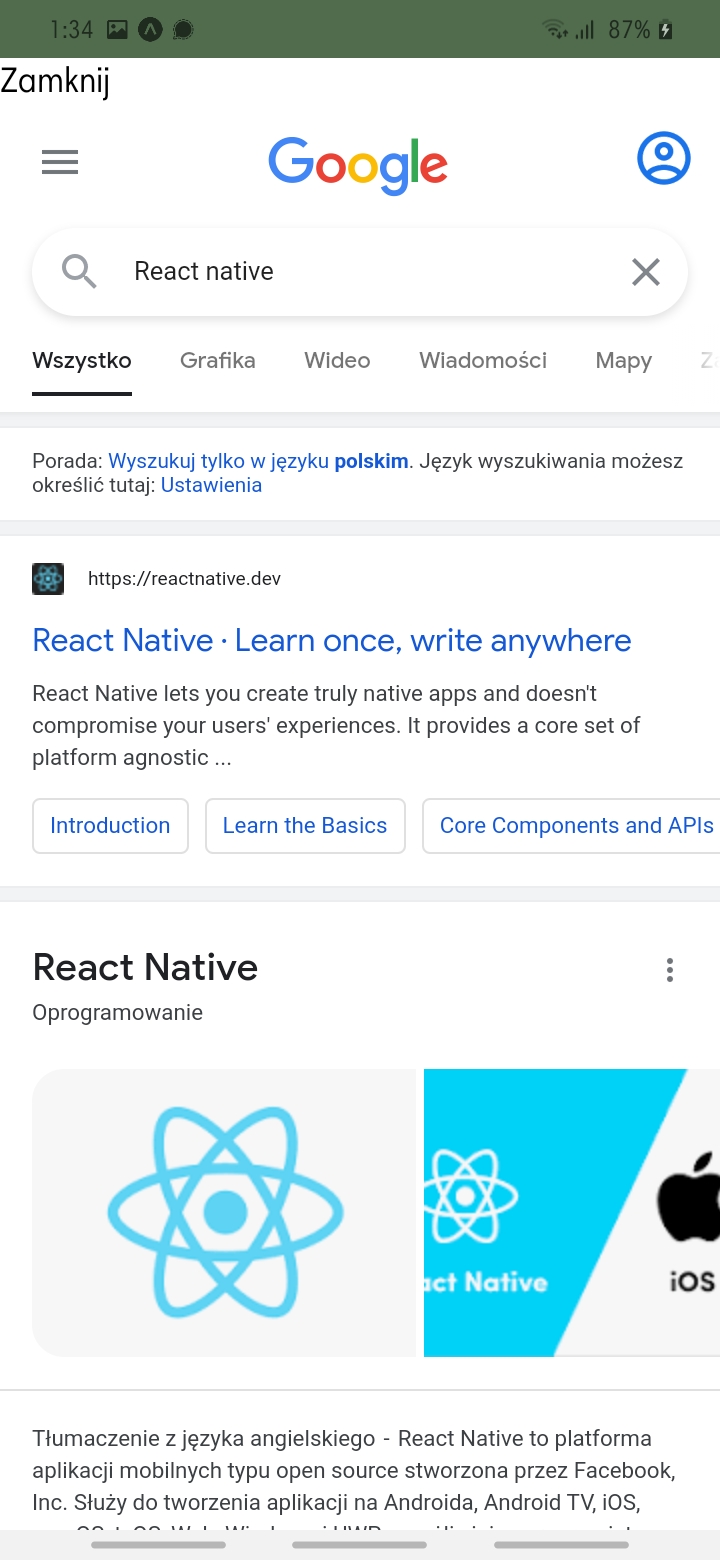 1:34
87%
Zamknij
Google
React native
Wszystko Grafika Wideo Wiadomości Mapy
Porada: Wyszukuj tylko w języku polskim. Język wyszukiwania możesz
określić tutaj: Ustawienia
https://reactnative.dev
React Native · Learn once, write anywhere
React Native lets you create truly native apps and doesn't
compromise your users' experiences. It provides a core set of
platform agnostic ...
Introduction Learn the Basics Core Components and APIs
React Native
Oprogramowanie
act Native
iOS
Tłumaczenie z języka angielskiego - React Native to platforma
aplikacji mobilnych typu open source stworzona przez Facebook,
Inc. Służy do tworzenia aplikacji na Androida, Android TV, iOS,